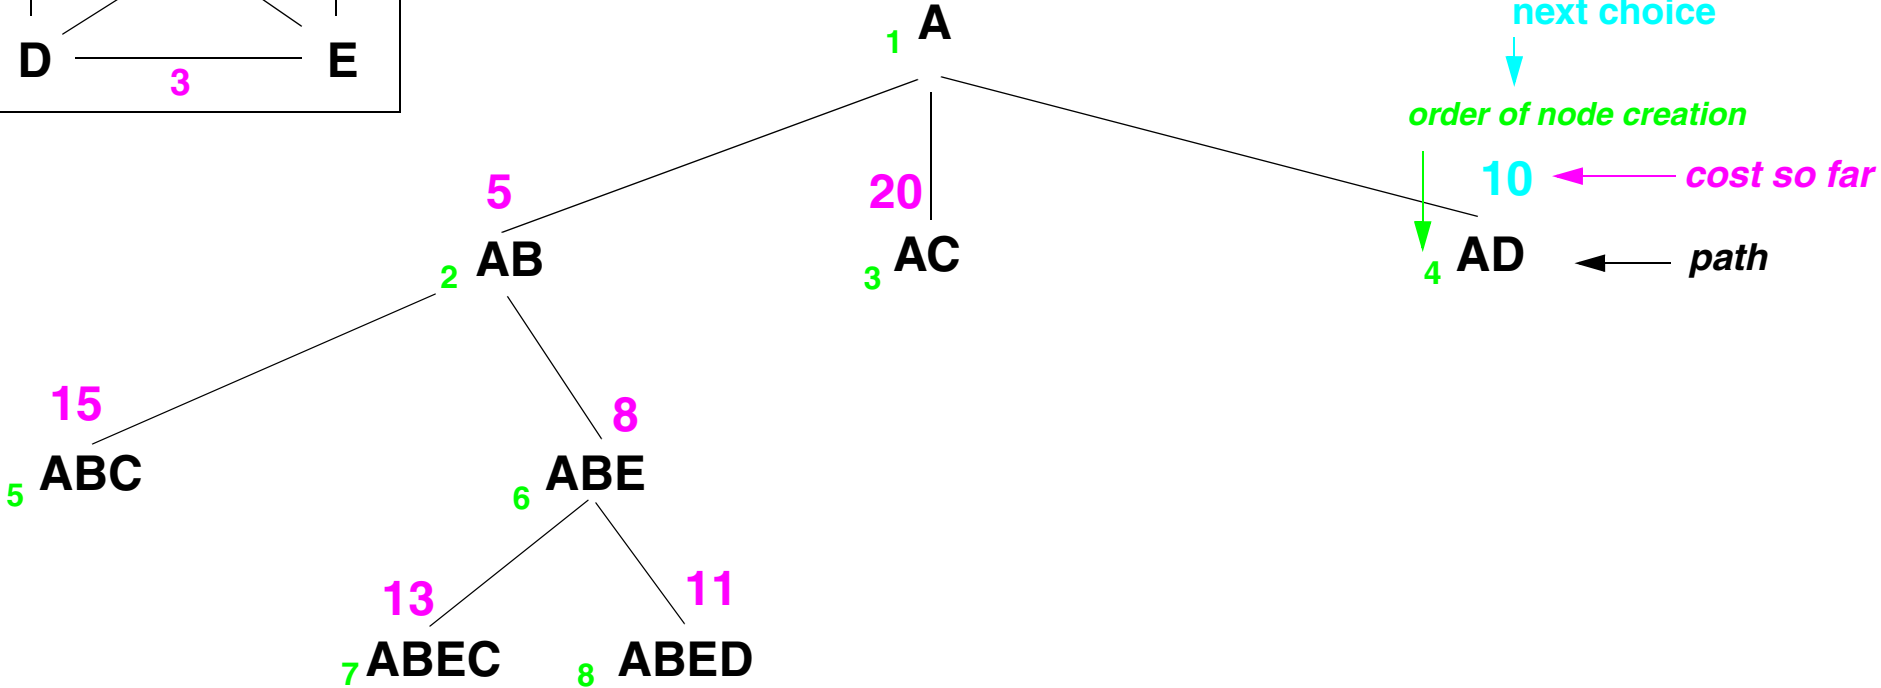 A
1
next choice
D
E
3
order of node creation
5
20
10
cost so far
2
AB
3
AC
4
AD
path
15
8
5
ABC
6
ABE
13
11
7
ABEC
8
ABED